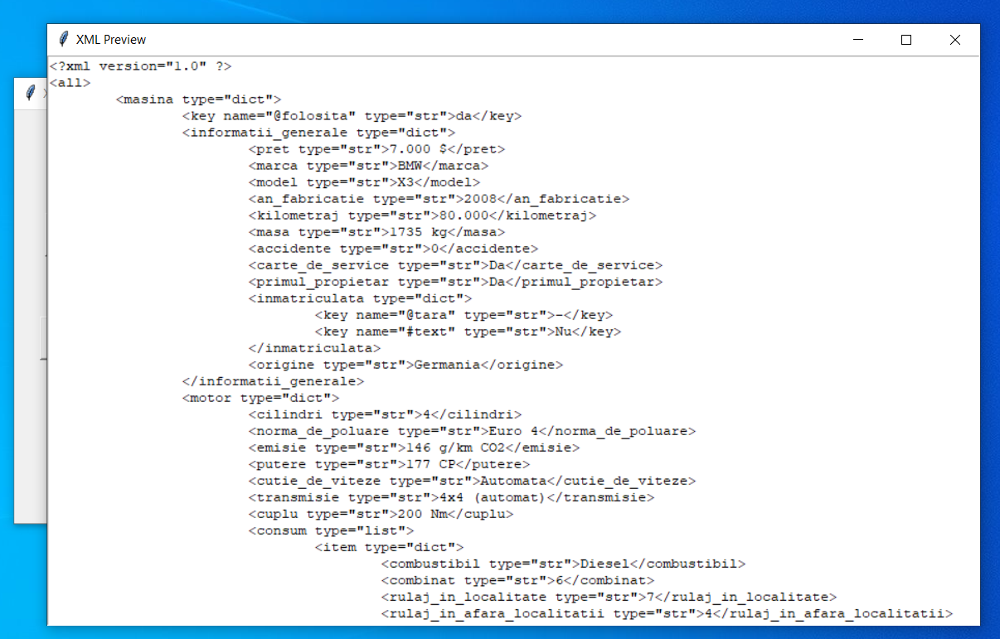 XML Preview
<?xml version="1.0" ?>
<all>
<masina type="dict">
<key name="@folosita" type="str">da</key>
<informatii_generale type="dict">
<pret type="str">7.000 $</pret>
<marca type="str">BMW</marca>
<model type="str">X3</model>
<an_fabricatie type="str">2008</an_fabricatie>
<kilometraj type="str">80.000</kilometraj>
<masa type="str">1735 kg</masa>
<accidente type="str">0</accidente>
<carte_de_service type="str">Da</carte_de_service>
<primul_propietar type="str">Da</primul_propietar>
<inmatriculata type="dict">
<key name="@tara" type="str">-</key>
<key name="#text" type="str">Nu</key>
</inmatriculata>
<origine type="str">Germania</origine>
</informatii_generale>
<motor type="dict">
<cilindri type="str">4</cilindri>
<norma_de_poluare type="str">Euro 4</norma_de_poluare>
<emisie type="str">146 g/km CO2</emisie>
<putere type="str">177 CP</putere>
<cutie_de_viteze type="str">Automata</cutie_de_viteze>
<transmisie type="str">4x4 (automat)</transmisie>
<cuplu type="str">200 Nm</cuplu>
<consum type="list">
<item type="dict">
<combustibil type="str">Diesel</combustibil>
<combinat type="str">6</combinat>
<rulaj_in_localitate type="str">7</rulaj_in_localitate>
<rulaj_in_afara_localitatii type="str">4</rulaj_in_afara_localitatii>